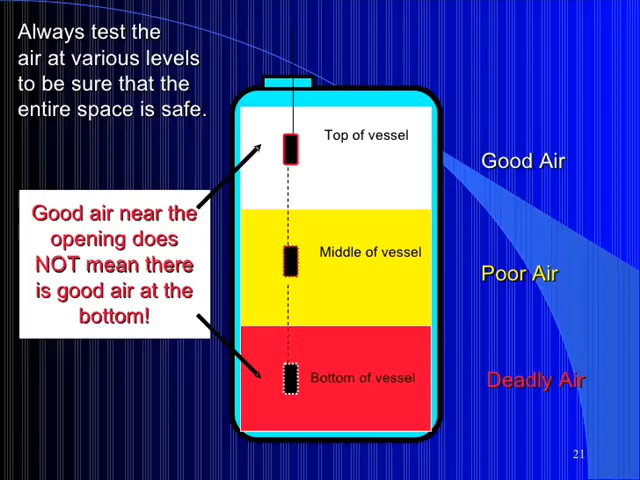 Always test the
air at various levels
to be sure that the
entire space is safe.
Top of vessel
Good Air
Good air near the
opening does
NOT mean there
is good air at the
bottom!
Middle of vessel
Poor Air
Bottom of vessel
Deadly Air
21